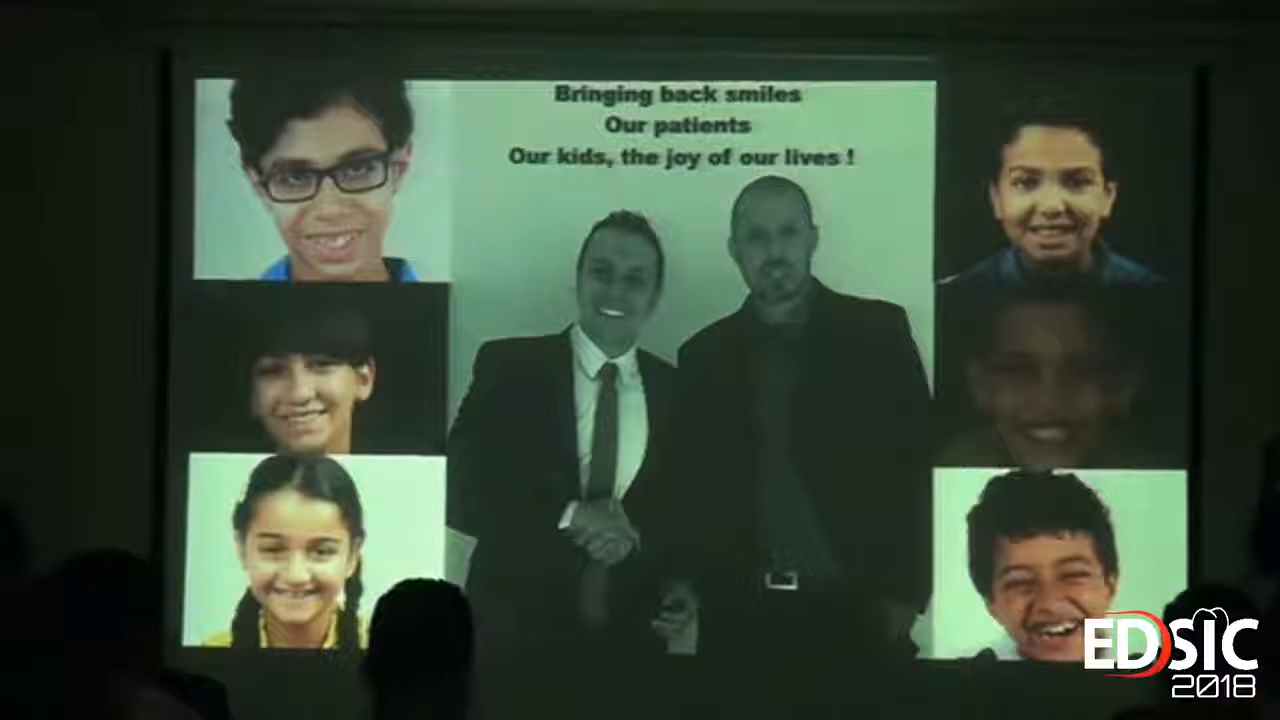 Bringing back smiles
Our patients
Our kids, the joy of our lives !
EDSIC
2018